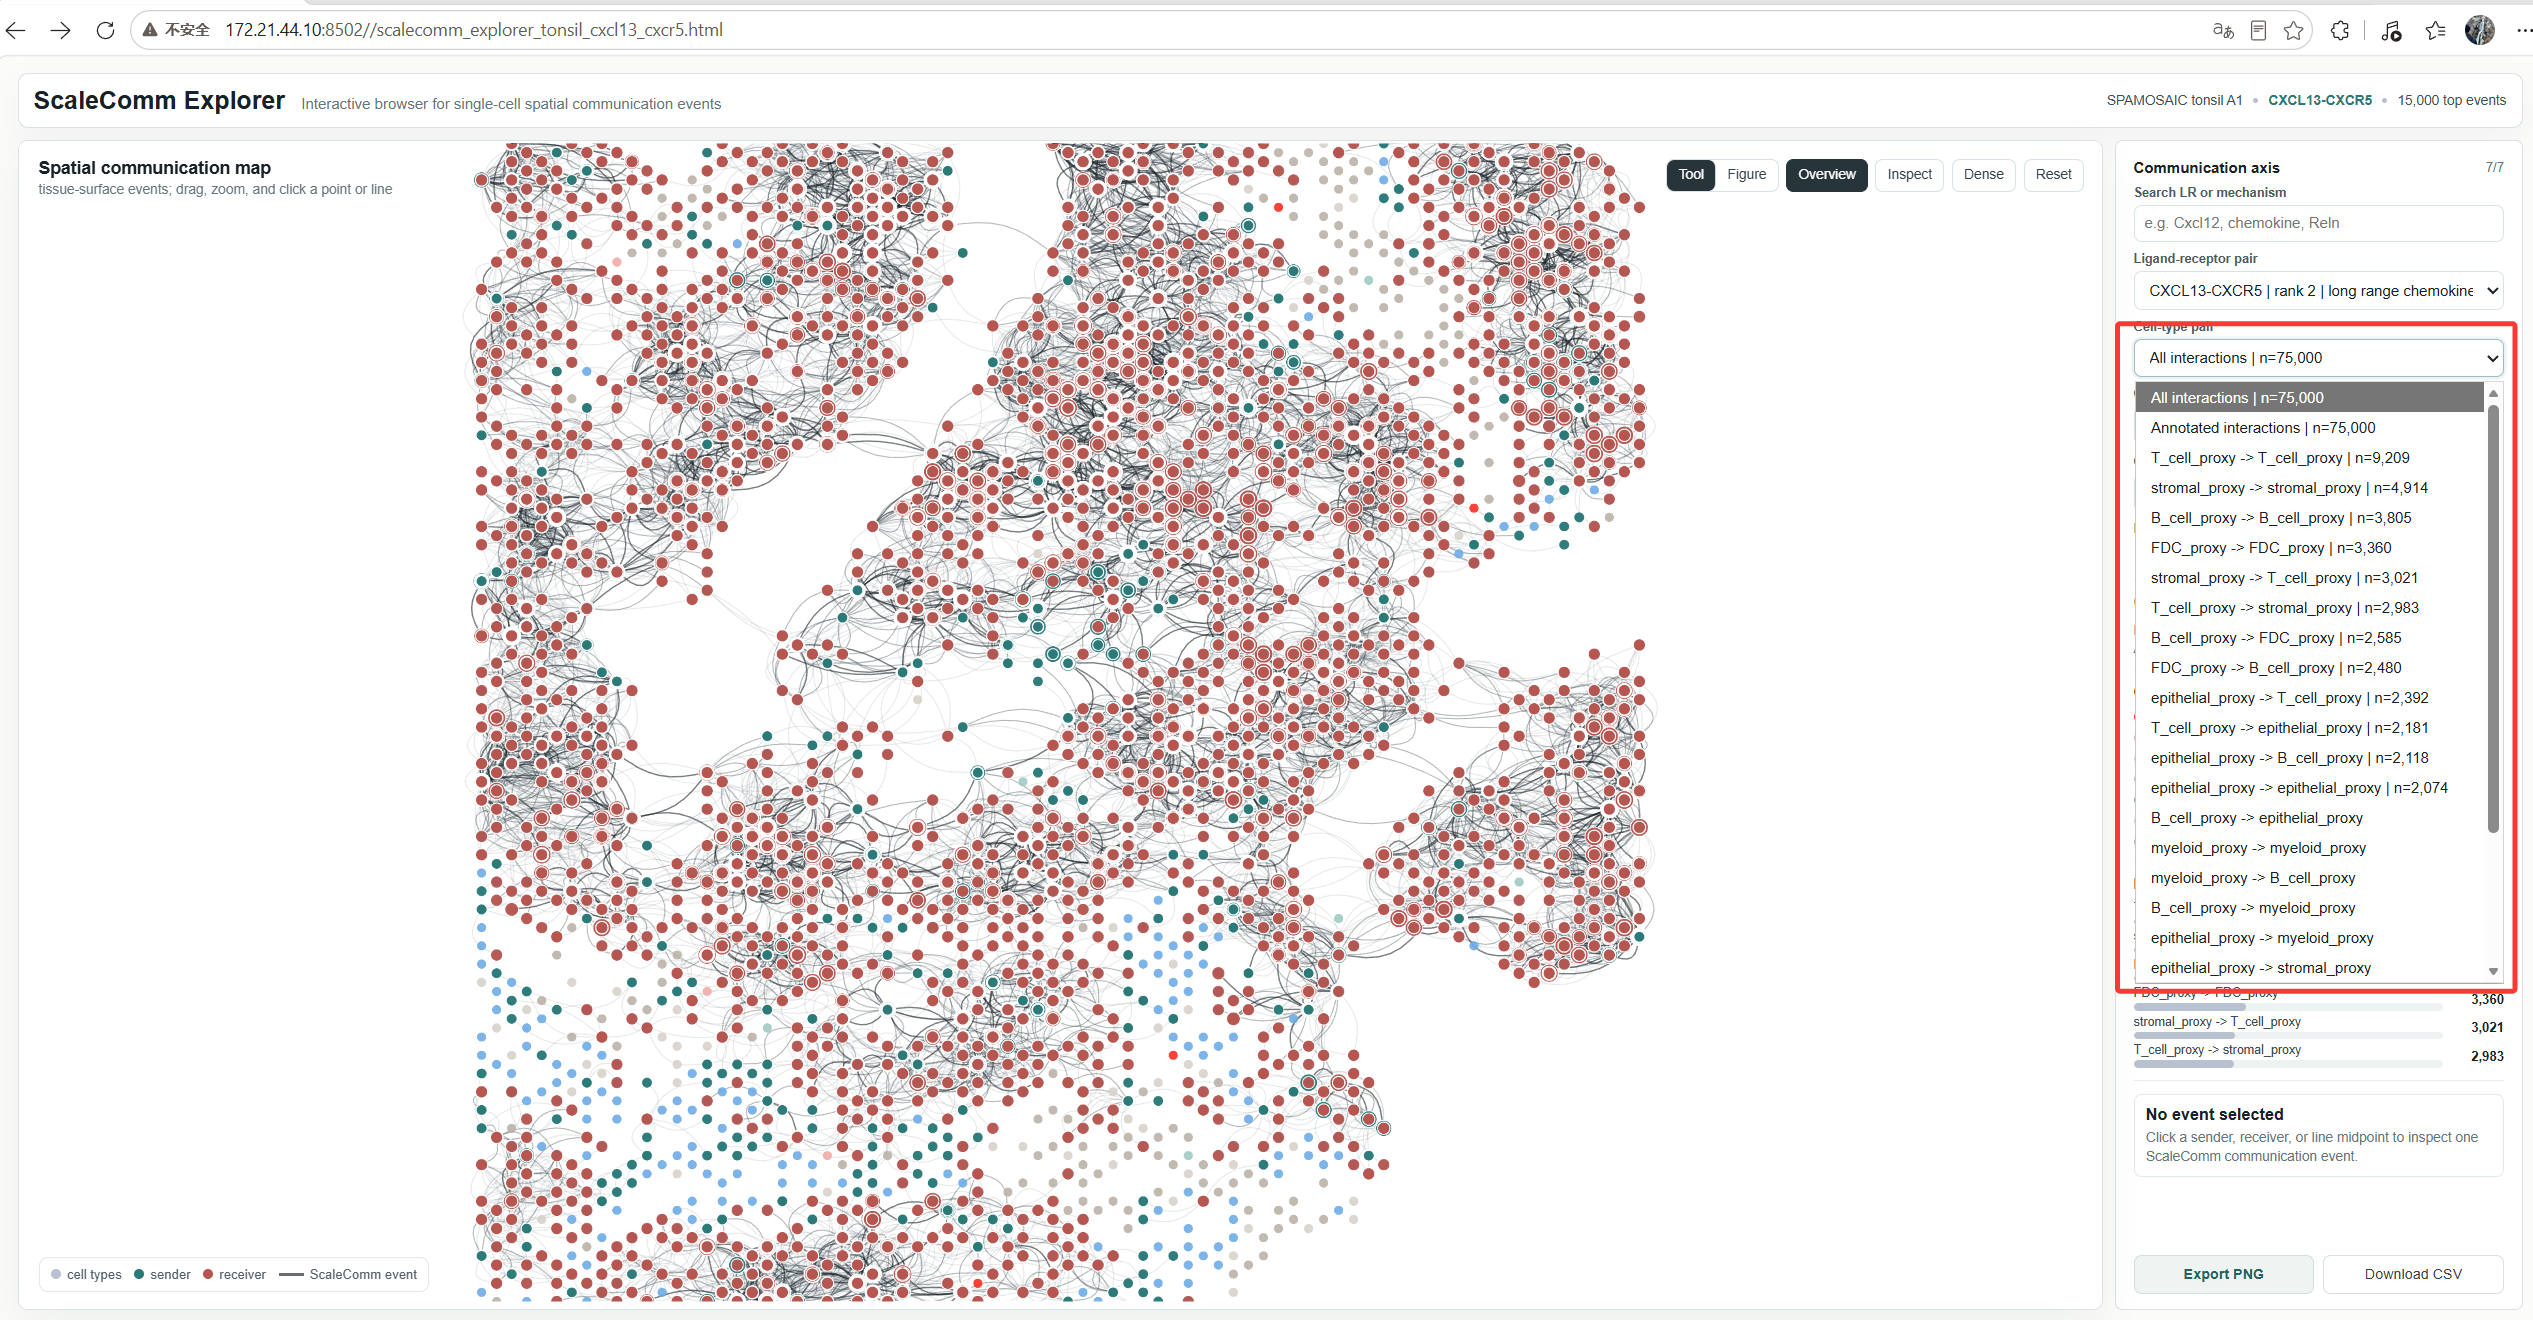 不安全 172.21.44.10:8502//scalecomm_explorer_tonsil_cxcl13_cxcr5.html
ScaleComm Explorer Interactive browser for single-cell spatial communication events
SPAMOSAIC tonsil A1 • CXCL13-CXCR5 • 15,000 top events
Spatial communication map
tissue-surface events; drag, zoom, and click a point or line
Tool Figure Overview Inspect Dense Reset
cell types sender receiver ScaleComm event
Communication axis 7/7
Search LR or mechanism
e.g. Cxcl12, chemokine, Reln
Ligand-receptor pair
CXCL13-CXCR5 | rank 2 | long range chemokine
Cell-type pair
All interactions | n=75,000
All interactions | n=75,000
Annotated interactions | n=75,000
T_cell_proxy -> T_cell_proxy | n=9,209
stromal_proxy -> stromal_proxy | n=4,914
B_cell_proxy -> B_cell_proxy | n=3,805
FDC_proxy -> FDC_proxy | n=3,360
stromal_proxy -> T_cell_proxy | n=3,021
T_cell_proxy -> stromal_proxy | n=2,983
B_cell_proxy -> FDC_proxy | n=2,585
FDC_proxy -> B_cell_proxy | n=2,480
epithelial_proxy -> T_cell_proxy | n=2,392
T_cell_proxy -> epithelial_proxy | n=2,181
epithelial_proxy -> B_cell_proxy | n=2,118
epithelial_proxy -> epithelial_proxy | n=2,074
B_cell_proxy -> epithelial_proxy
myeloid_proxy -> myeloid_proxy
myeloid_proxy -> B_cell_proxy
B_cell_proxy -> myeloid_proxy
epithelial_proxy -> myeloid_proxy
epithelial_proxy -> stromal_proxy
FDC_proxy -> FDC_proxy 3,360
stromal_proxy -> T_cell_proxy 3,021
T_cell_proxy -> stromal_proxy 2,983
No event selected
Click a sender, receiver, or line midpoint to inspect one
ScaleComm communication event.
Export PNG Download CSV